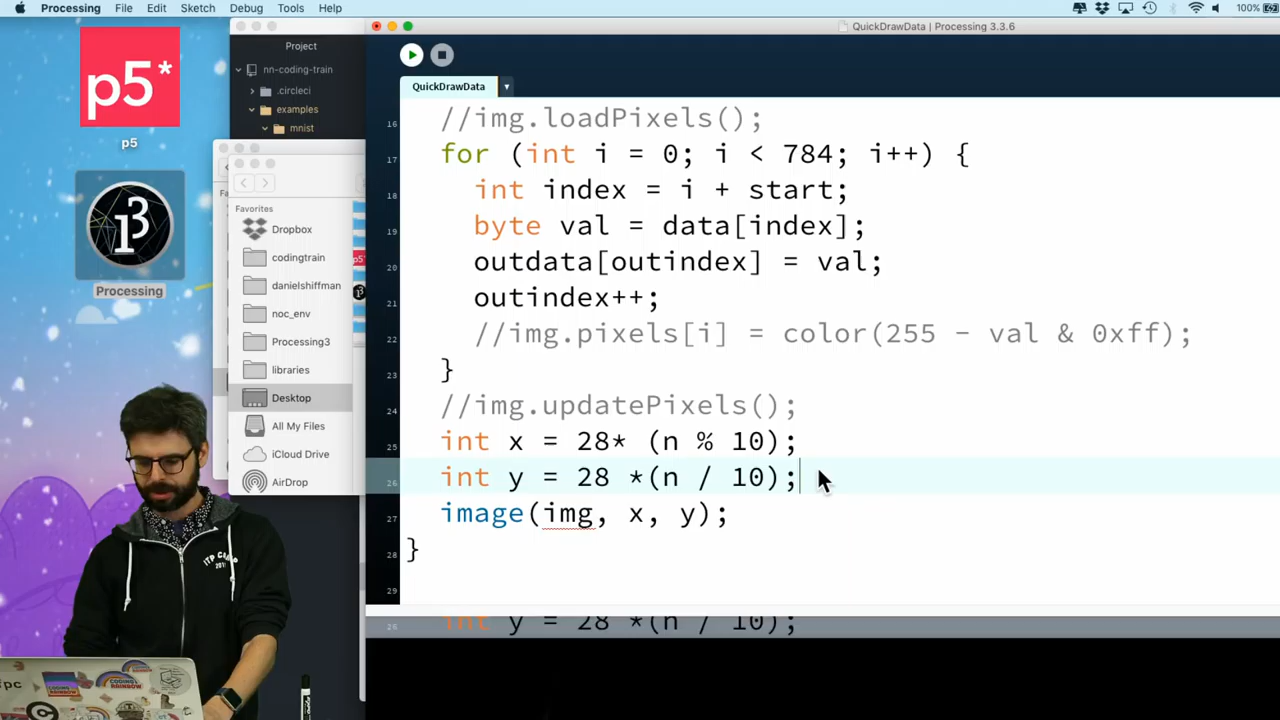 Processing File Edit Sketch Debug Tools Help 100%
QuickDrawData | Processing 3.3.6
Project
nn-coding-train
.circleci
examples
mnist
p5*
p5
Processing
Favorites
Dropbox
codingtrain
danielshiffman
noc_env
Processing3
libraries
Desktop
All My Files
iCloud Drive
AirDrop
QuickDrawData
16 //img.loadPixels();
17 for (int i = 0; i < 784; i++) {
18 int index = i + start;
19 byte val = data[index];
20 outdata[outindex] = val;
21 outindex++;
22 //img.pixels[i] = color(255 - val & 0xff);
23 }
24 //img.updatePixels();
25 int x = 28* (n % 10);
26 int y = 28 *(n / 10);
27 image(img, x, y);
28 }
29
26 int y = 28 *(n / 10);